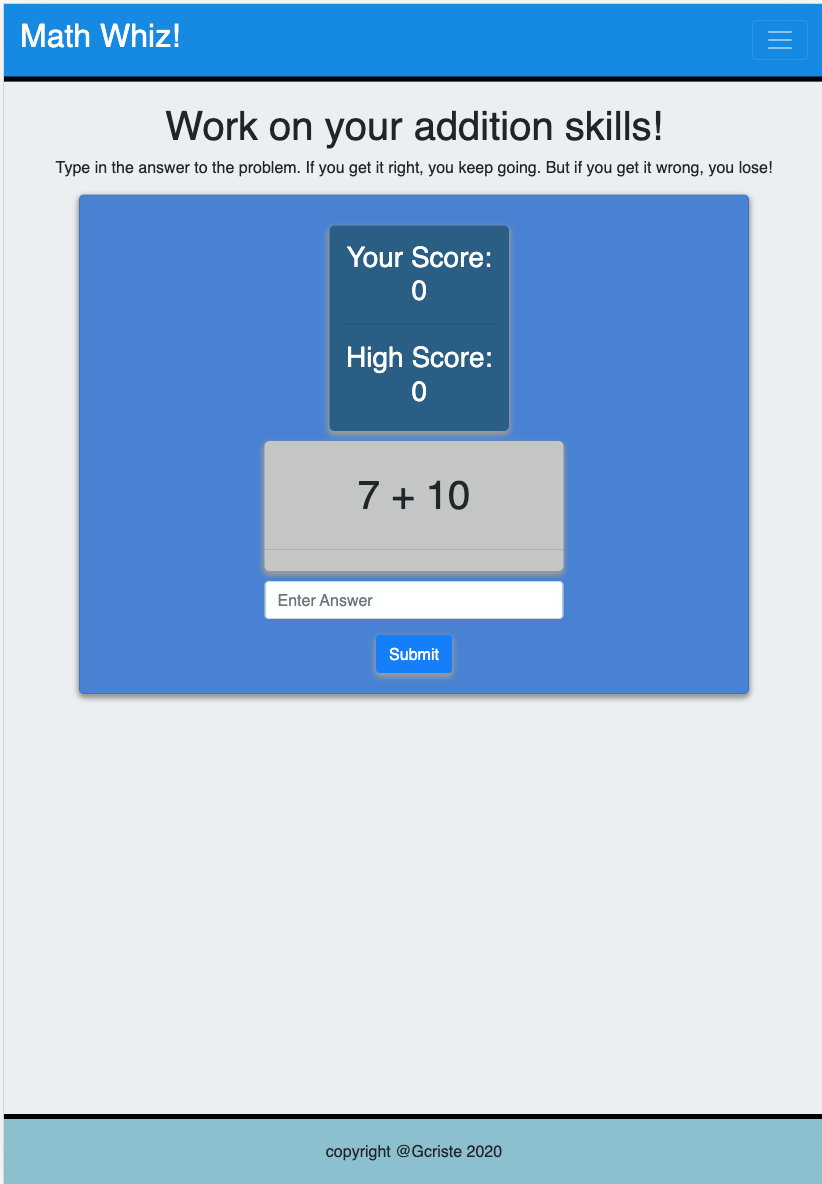 Math Whiz!
Work on your addition skills!
Type in the answer to the problem. If you get it right, you keep going. But if you get it wrong, you lose!
Your Score:
0
High Score:
0
7 + 10
Enter Answer
Submit
copyright @Gcriste 2020